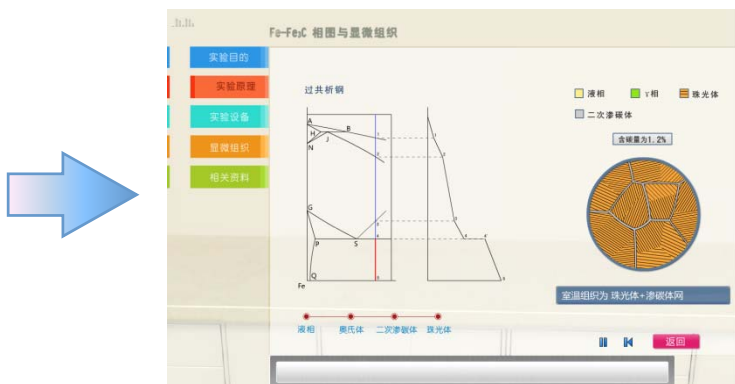 Fe-Fe₃C 相图与显微组织
实验目的
实验原理
实验设备
显微组织
相关资料
过共析钢
液相
γ相
珠光体
二次渗碳体
含碳量为1.2%
A
H
B
J
N
G
P
S
Q
Fe
液相 奥氏体 二次渗碳体 珠光体
室温组织为 珠光体+渗碳体网
返回